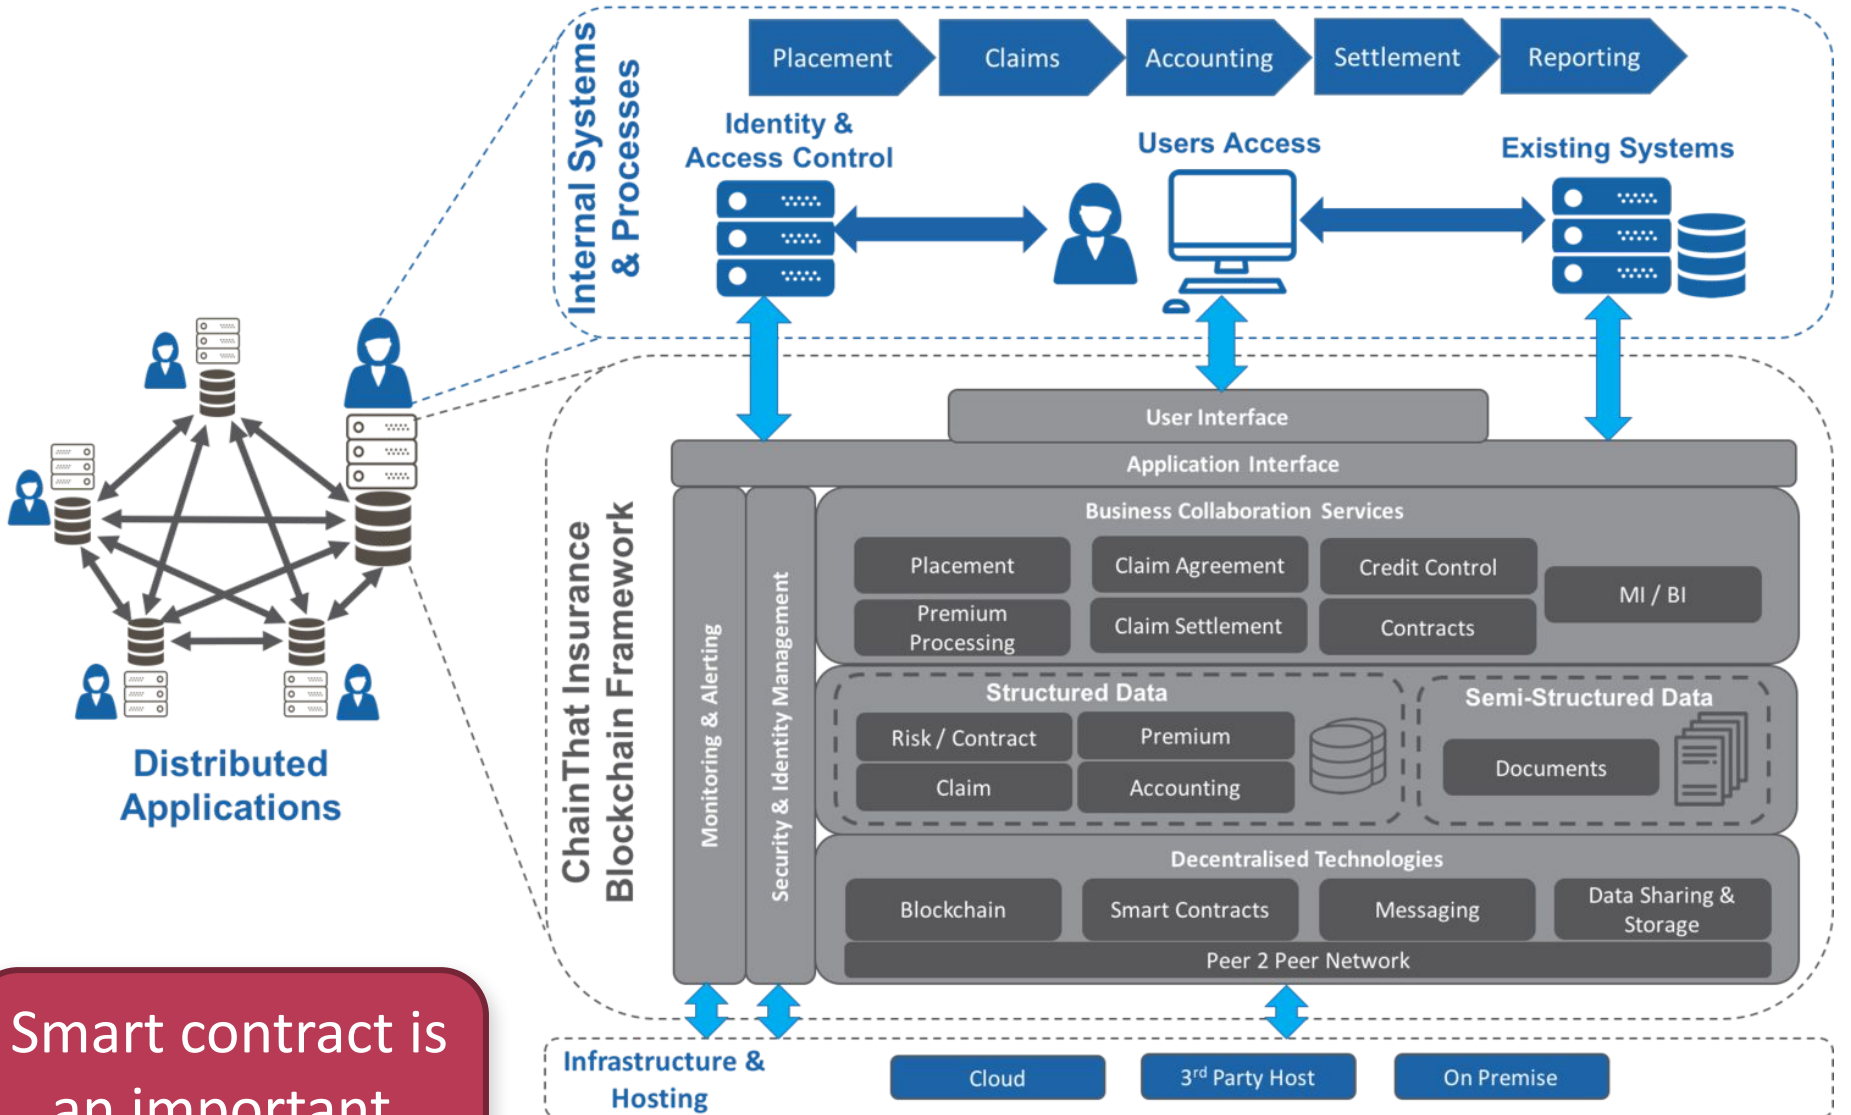 Internal Systems
& Processes
Placement
Claims
Accounting
Settlement
Reporting
Identity &
Access Control
Users Access
Existing Systems
Distributed
Applications
ChainThat Insurance
Blockchain Framework
User Interface
Application Interface
Monitoring & Alerting
Security & Identity Management
Business Collaboration Services
Placement
Claim Agreement
Credit Control
MI / BI
Premium
Processing
Claim Settlement
Contracts
Structured Data
Risk / Contract
Premium
Claim
Accounting
Semi-Structured Data
Documents
Decentralised Technologies
Blockchain
Smart Contracts
Messaging
Data Sharing &
Storage
Peer 2 Peer Network
Smart contract is
an important
Infrastructure &
Hosting
Cloud
3rd Party Host
On Premise